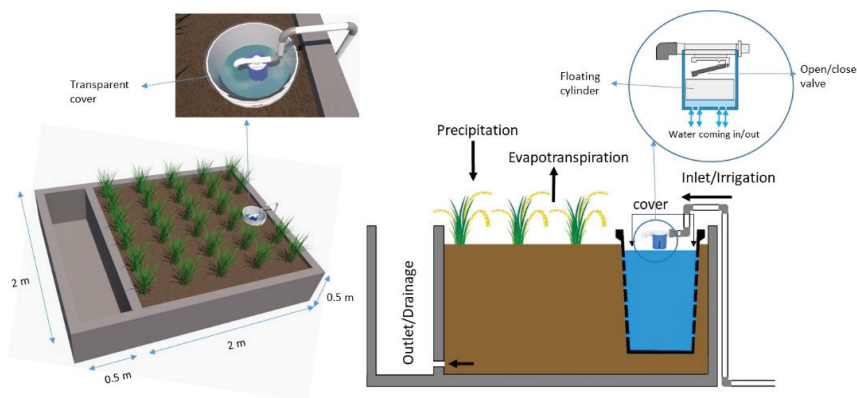 Transparent
cover
2 m
0.5 m
2 m
0.5 m
Floating
cylinder
Open/close
valve
Water coming in/out
Precipitation
Evapotranspiration
Inlet/Irrigation
cover
Outlet/Drainage